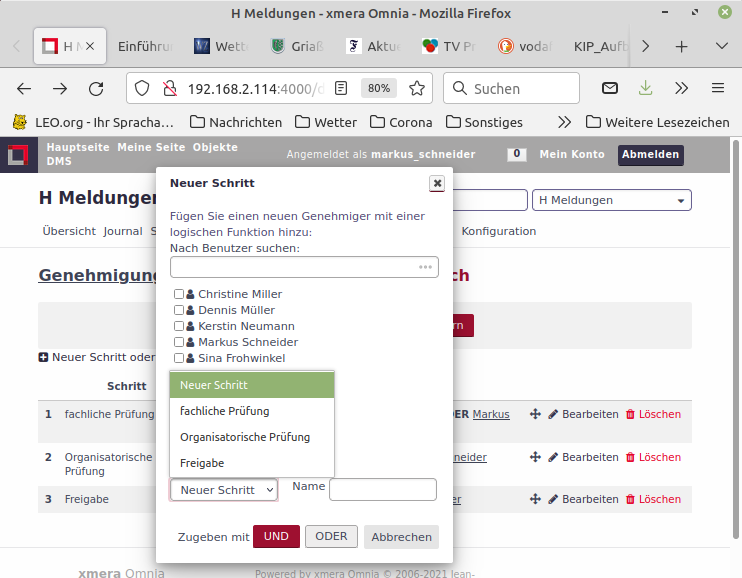 H Meldungen - xmera Omnia - Mozilla Firefox
H N
Einführu
Wett
Griaß
Aktue
TV Pr
vodaf
KIP_Aufb
192.168.2.114:4000/d
80%
Suchen
LEO.org - Ihr Spracha...
Nachrichten
Wetter
Corona
Sonstiges
Weitere Lesezeichen
Hauptseite Meine Seite Objekte
DMS
Angemeldet als markus_schneider
0
Mein Konto
Abmelden
H Meldungen
H Meldungen
Übersicht Journal S
Konfiguration
Genehmigung
ch
rn
Neuer Schritt oder
Schritt
1 fachliche Prüfung
DER Markus
Bearbeiten Löschen
2 Organisatorische
Prüfung
neider
Bearbeiten Löschen
3 Freigabe
er
Bearbeiten Löschen
Neuer Schritt
Fügen Sie einen neuen Genehmiger mit einer
logischen Funktion hinzu:
Nach Benutzer suchen:
Christine Miller
Dennis Müller
Kerstin Neumann
Markus Schneider
Sina Frohwinkel
Neuer Schritt
fachliche Prüfung
Organisatorische Prüfung
Freigabe
Neuer Schritt
Name
Zugeben mit UND ODER Abbrechen
xmera Omnia
Powered by xmera Omnia © 2006-2021 Jean-